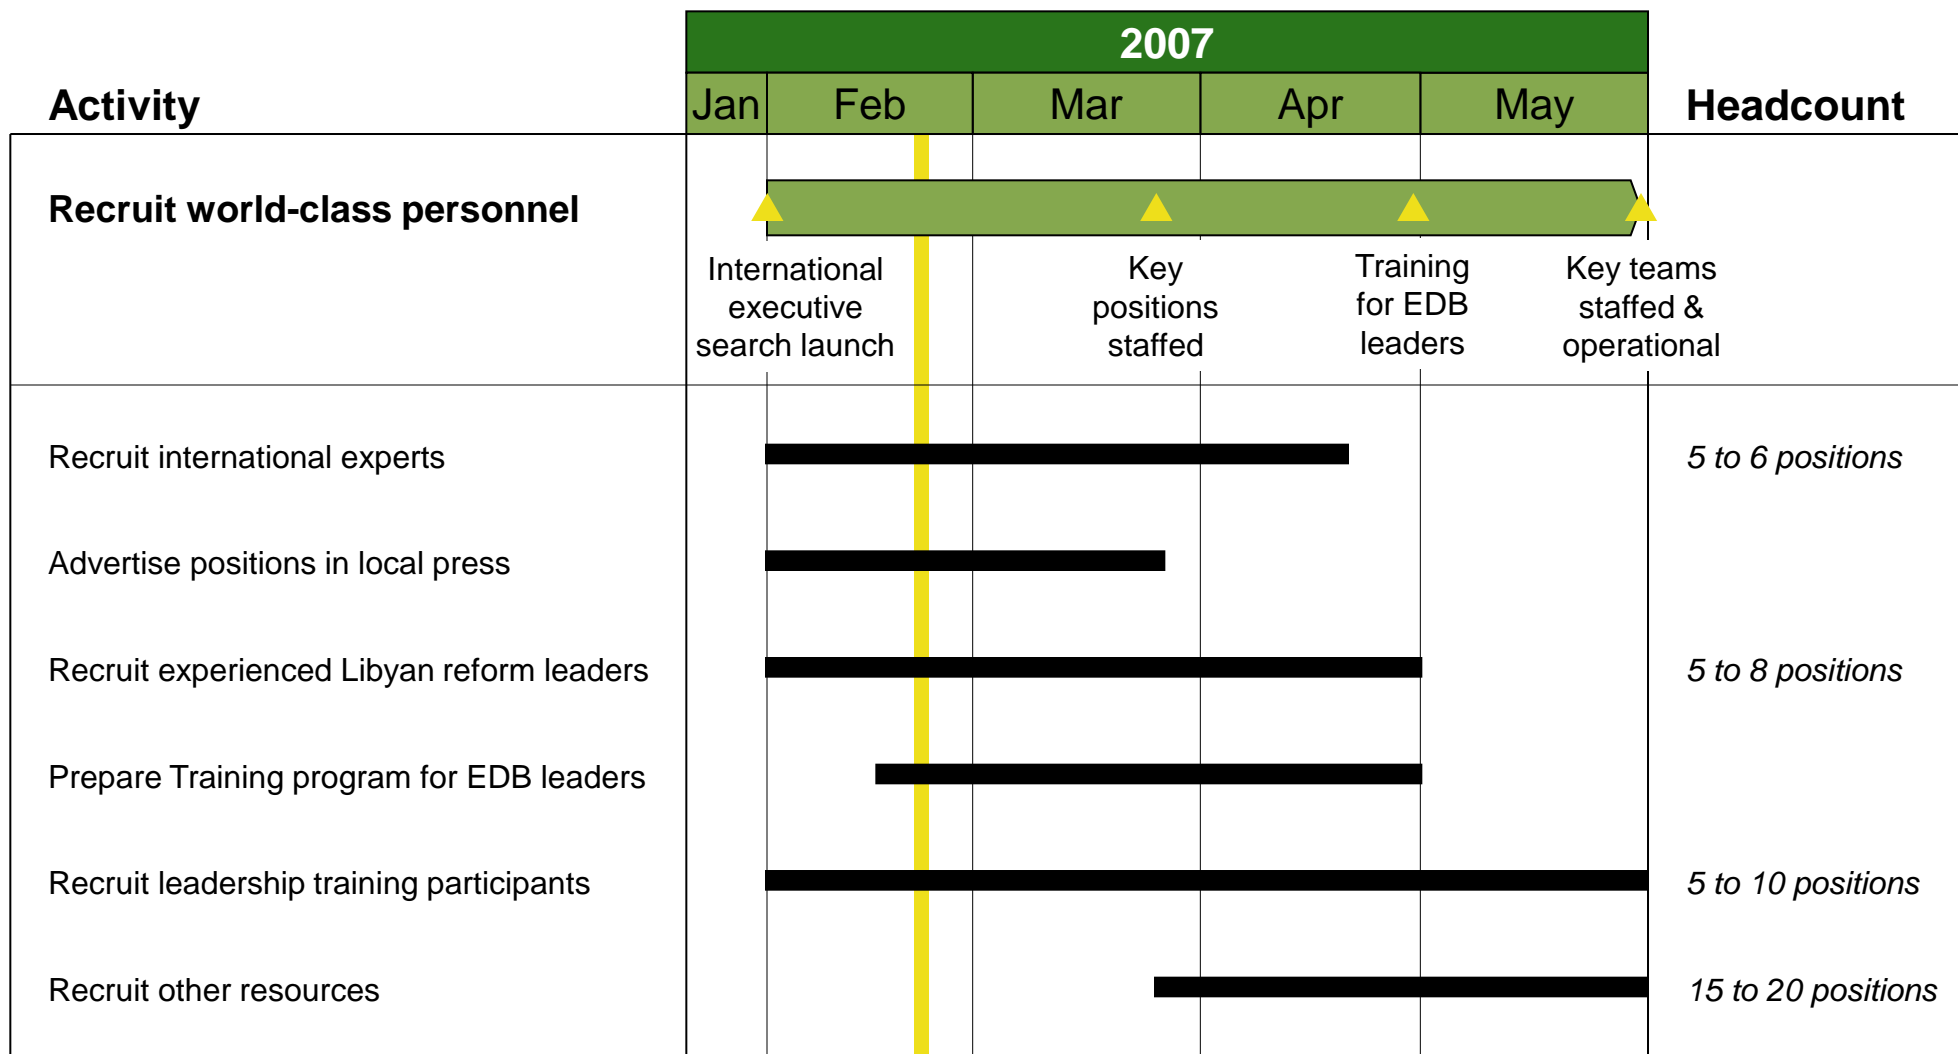 2007
Activity
Jan
Feb
Mar
Apr
May
Headcount
Recruit world-class personnel
International
executive
search launch
Key
positions
staffed
Training
for EDB
leaders
Key teams
staffed &
operational
Recruit international experts
5 to 6 positions
Advertise positions in local press
Recruit experienced Libyan reform leaders
5 to 8 positions
Prepare Training program for EDB leaders
Recruit leadership training participants
5 to 10 positions
Recruit other resources
15 to 20 positions